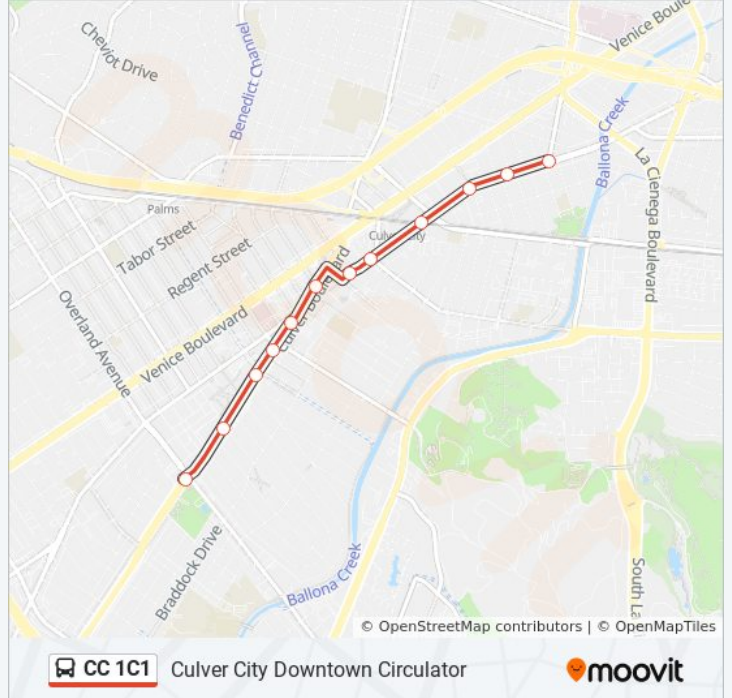 Cheviot Drive
Benedict Channel
Venice Boule
Ballona Creek
La Cienega Boulevard
Palms
Tabor Street
Regent Street
Culver City
Culver Boulevard
Overland Avenue
Venice Boulevard
Braddock Drive
Ballona Creek
South La
© OpenStreetMap contributors | © OpenMapTiles
CC 1C1 Culver City Downtown Circulator
moovit